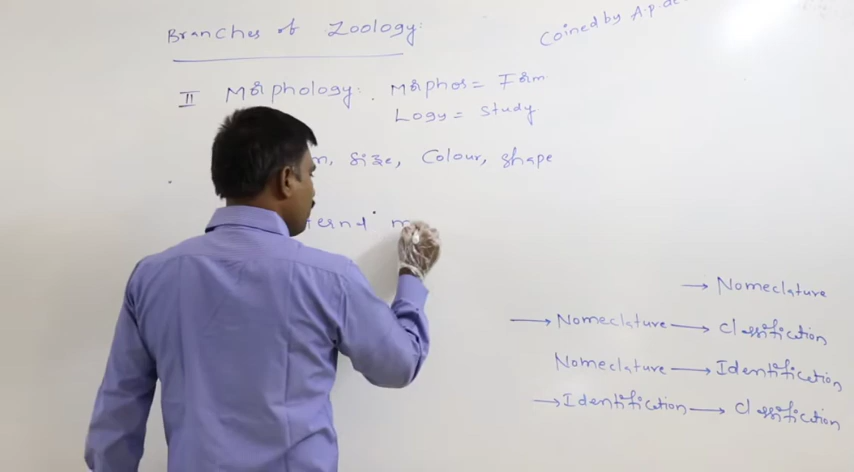 Branches of Zoology:
Coined by A.p. de
II Morphology: Morphos = Form
Logy = Study
m, size, Colour, shape
→ Nomeclature
→ Nomeclature → Classification
Nomeclature → Identification
→ Identification → Classification